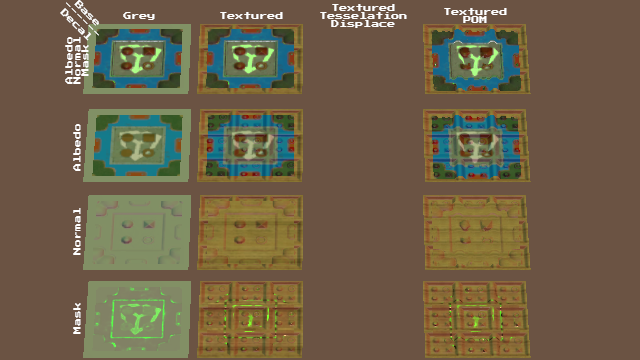 Base
Decal
Grey
Textured
Textured
Tesselation
Displace
Textured
POM
Albedo
Normal
Mask
Albedo
Normal
Mask